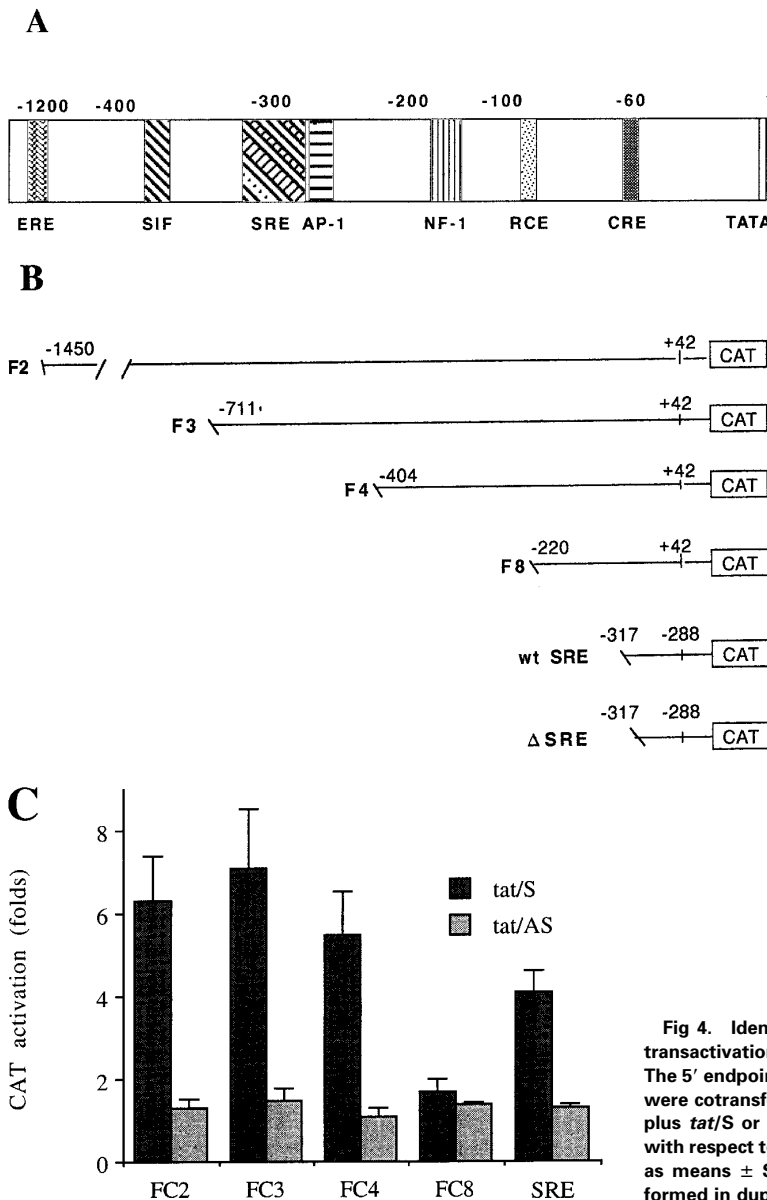 A
-1200 -400 -300 -200 -100 -60
ERE SIF SRE AP-1 NF-1 RCE CRE TATA
B
F2 -1450 +42 CAT
F3 -711 +42 CAT
F4 -404 +42 CAT
F8 -220 +42 CAT
wt SRE -317 -288 CAT
Δ SRE -317 -288 CAT
C
CAT activation (folds)
8
6
4
2
0
tat/S
tat/AS
FC2 FC3 FC4 FC8 SRE
Fig 4. Iden
transactivation
The 5′ endpoin
were cotransf
plus tat/S or
with respect to
as means ± S
formed in dup